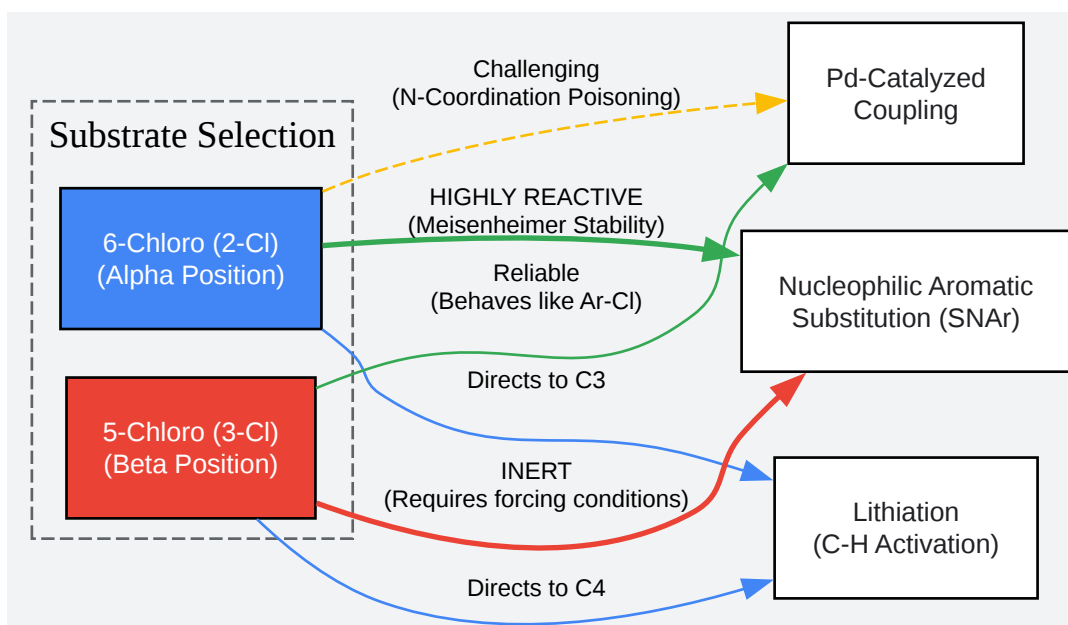 Substrate Selection
6-Chloro (2-Cl)
(Alpha Position)
5-Chloro (3-Cl)
(Beta Position)
Challenging
(N-Coordination Poisoning)
HIGHLY REACTIVE
(Meisenheimer Stability)
Reliable
(Behaves like Ar-Cl)
Directs to C3
INERT
(Requires forcing conditions)
Directs to C4
Pd-Catalyzed
Coupling
Nucleophilic Aromatic
Substitution (SNAr)
Lithiation
(C-H Activation)